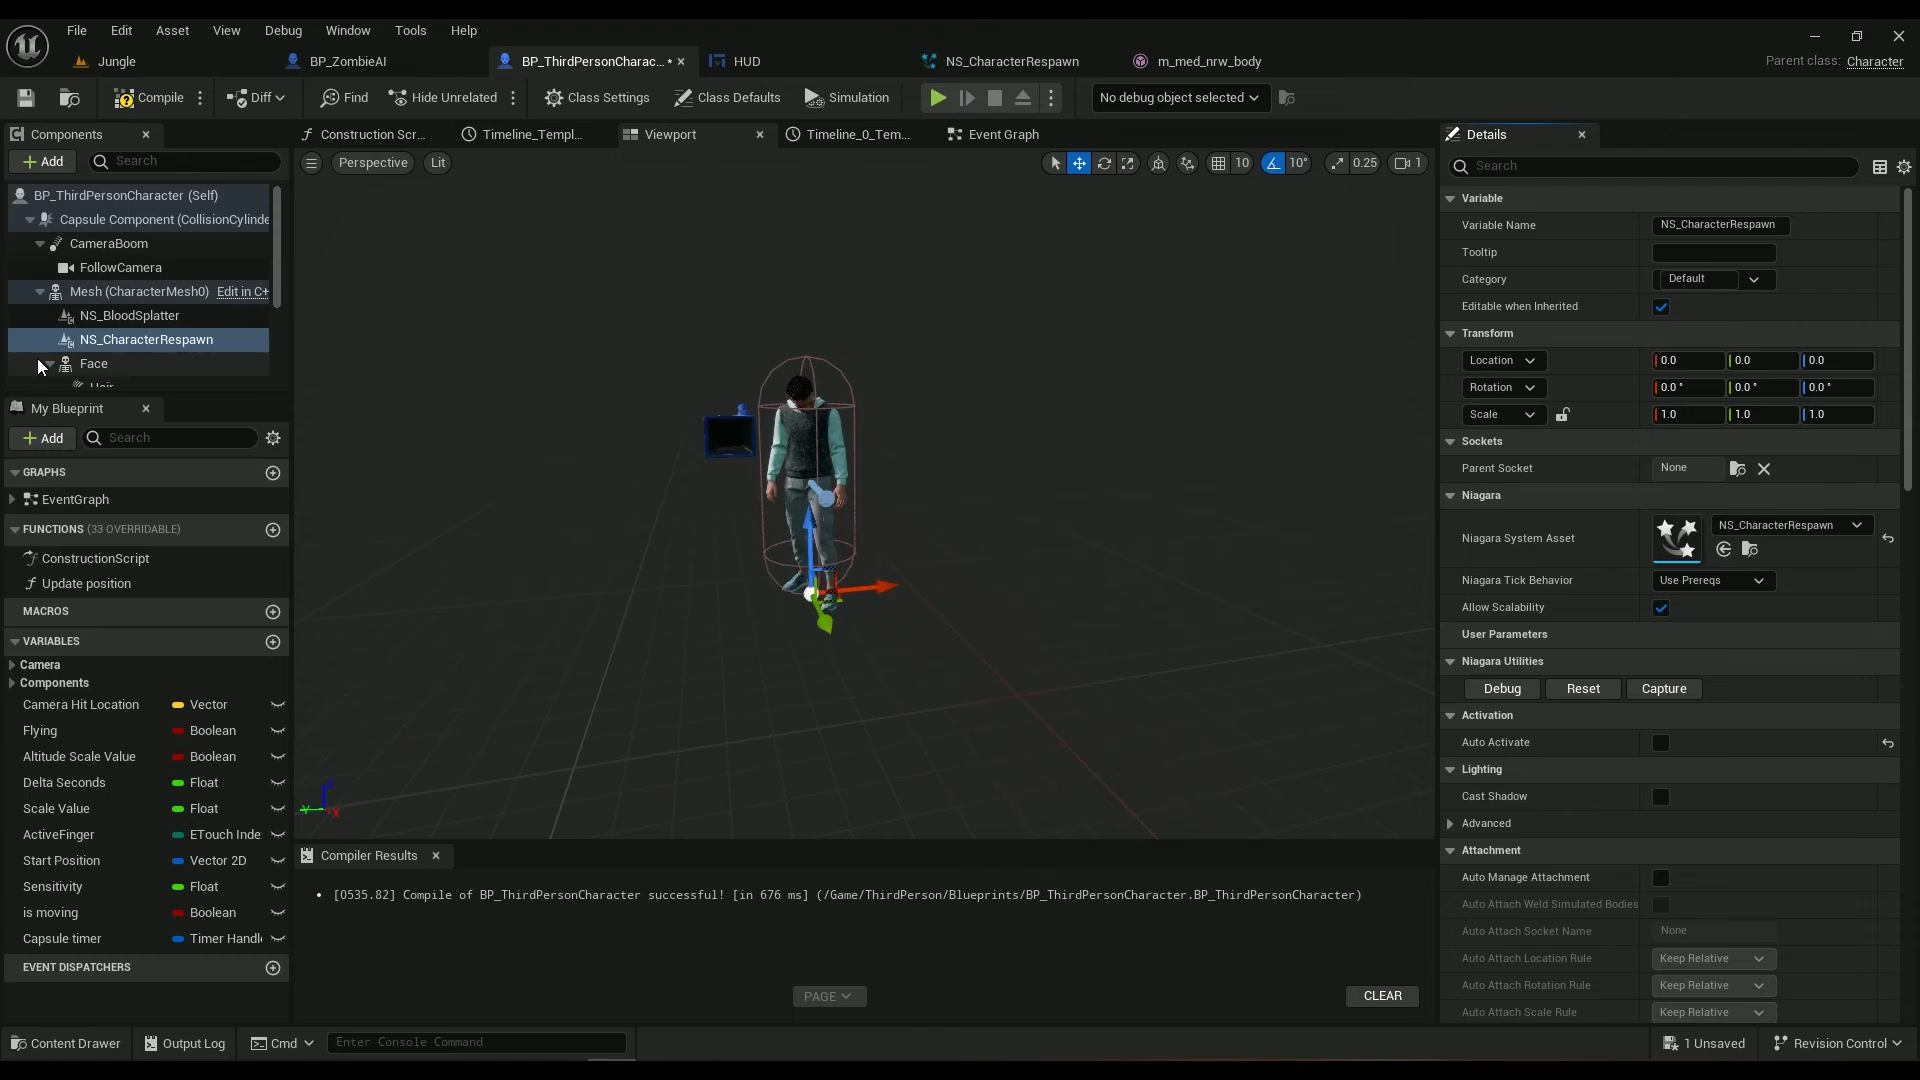 File Edit Asset View Debug Window Tools Help
Jungle BP_ZombieAI BP_ThirdPersonCharac... • HUD NS_CharacterRespawn m_med_nrw_body Parent class: Character
Compile Diff Find Hide Unrelated Class Settings Class Defaults Simulation No debug object selected
Components Construction Scr... Timeline_Templ... Viewport Timeline_0_Tem... Event Graph Details
Add Search Perspective Lit 10 10° 0.25 1 Search
BP_ThirdPersonCharacter (Self)
Capsule Component (CollisionCylinde
CameraBoom
FollowCamera
Mesh (CharacterMesh0) Edit in C+
NS_BloodSplatter
NS_CharacterRespawn
Face
Hair
My Blueprint
Add Search
GRAPHS
EventGraph
FUNCTIONS (33 OVERRIDABLE)
ConstructionScript
Update position
MACROS
VARIABLES
Camera
Components
Camera Hit Location Vector
Flying Boolean
Altitude Scale Value Boolean
Delta Seconds Float
Scale Value Float
ActiveFinger ETouch Inde
Start Position Vector 2D
Sensitivity Float
is moving Boolean
Capsule timer Timer Handl
EVENT DISPATCHERS
Z
Y X
Compiler Results
• [0535.82] Compile of BP_ThirdPersonCharacter successful! [in 676 ms] (/Game/ThirdPerson/Blueprints/BP_ThirdPersonCharacter.BP_ThirdPersonCharacter)
PAGE CLEAR
Variable
Variable Name NS_CharacterRespawn
Tooltip
Category Default
Editable when Inherited
Transform
Location 0.0 0.0 0.0
Rotation 0.0 ° 0.0 ° 0.0 °
Scale 1.0 1.0 1.0
Sockets
Parent Socket None
Niagara
Niagara System Asset NS_CharacterRespawn
Niagara Tick Behavior Use Prereqs
Allow Scalability
User Parameters
Niagara Utilities
Debug Reset Capture
Activation
Auto Activate
Lighting
Cast Shadow
Advanced
Attachment
Auto Manage Attachment
Auto Attach Weld Simulated Bodies
Auto Attach Socket Name None
Auto Attach Location Rule Keep Relative
Auto Attach Rotation Rule Keep Relative
Auto Attach Scale Rule Keep Relative
Content Drawer Output Log Cmd Enter Console Command 1 Unsaved Revision Control